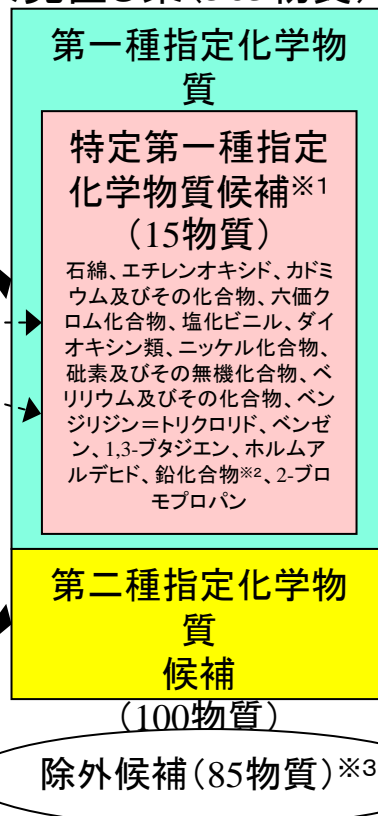 第一種指定化学物
質
特定第一種指定
化学物質候補※1
(15物質)
石綿、エチレンオキシド、カドミ
ウム及びその化合物、六価ク
ロム化合物、塩化ビニル、ダイ
オキシン類、ニッケル化合物、
砒素及びその無機化合物、ベ
リリウム及びその化合物、ベン
ジリジン＝トリクロリド、ベンゼ
ン、1,3-ブタジエン、ホルムア
ルデヒド、鉛化合物※2、2-ブロ
モプロパン
第二種指定化学物
質
候補
(100物質)
除外候補(85物質)※3